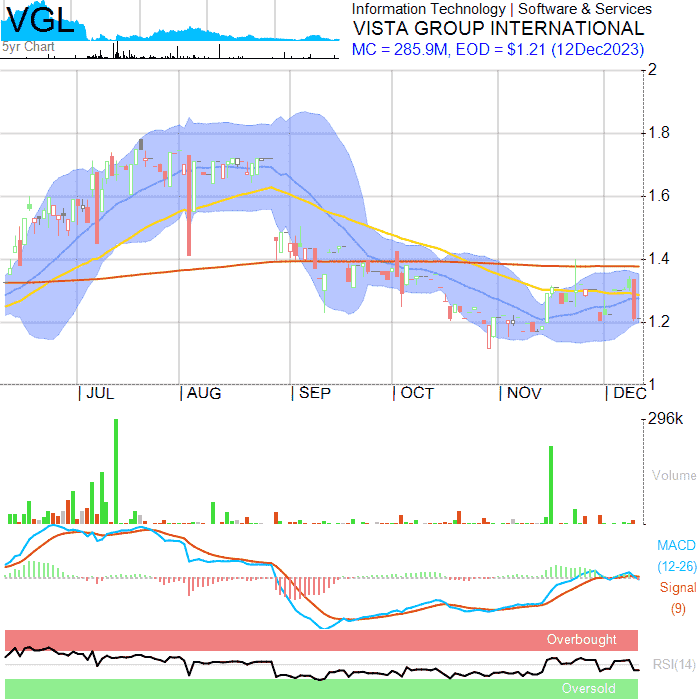 VGL
5yr Chart
Information Technology | Software & Services
VISTA GROUP INTERNATIONAL
MC = 285.9M, EOD = $1.21 (12Dec2023)
2
1.8
1.6
1.4
1.2
1
| JUL | AUG | SEP | OCT | NOV | DEC
296k
Volume
MACD
(12-26)
Signal
(9)
Overbought
RSI(14)
Oversold